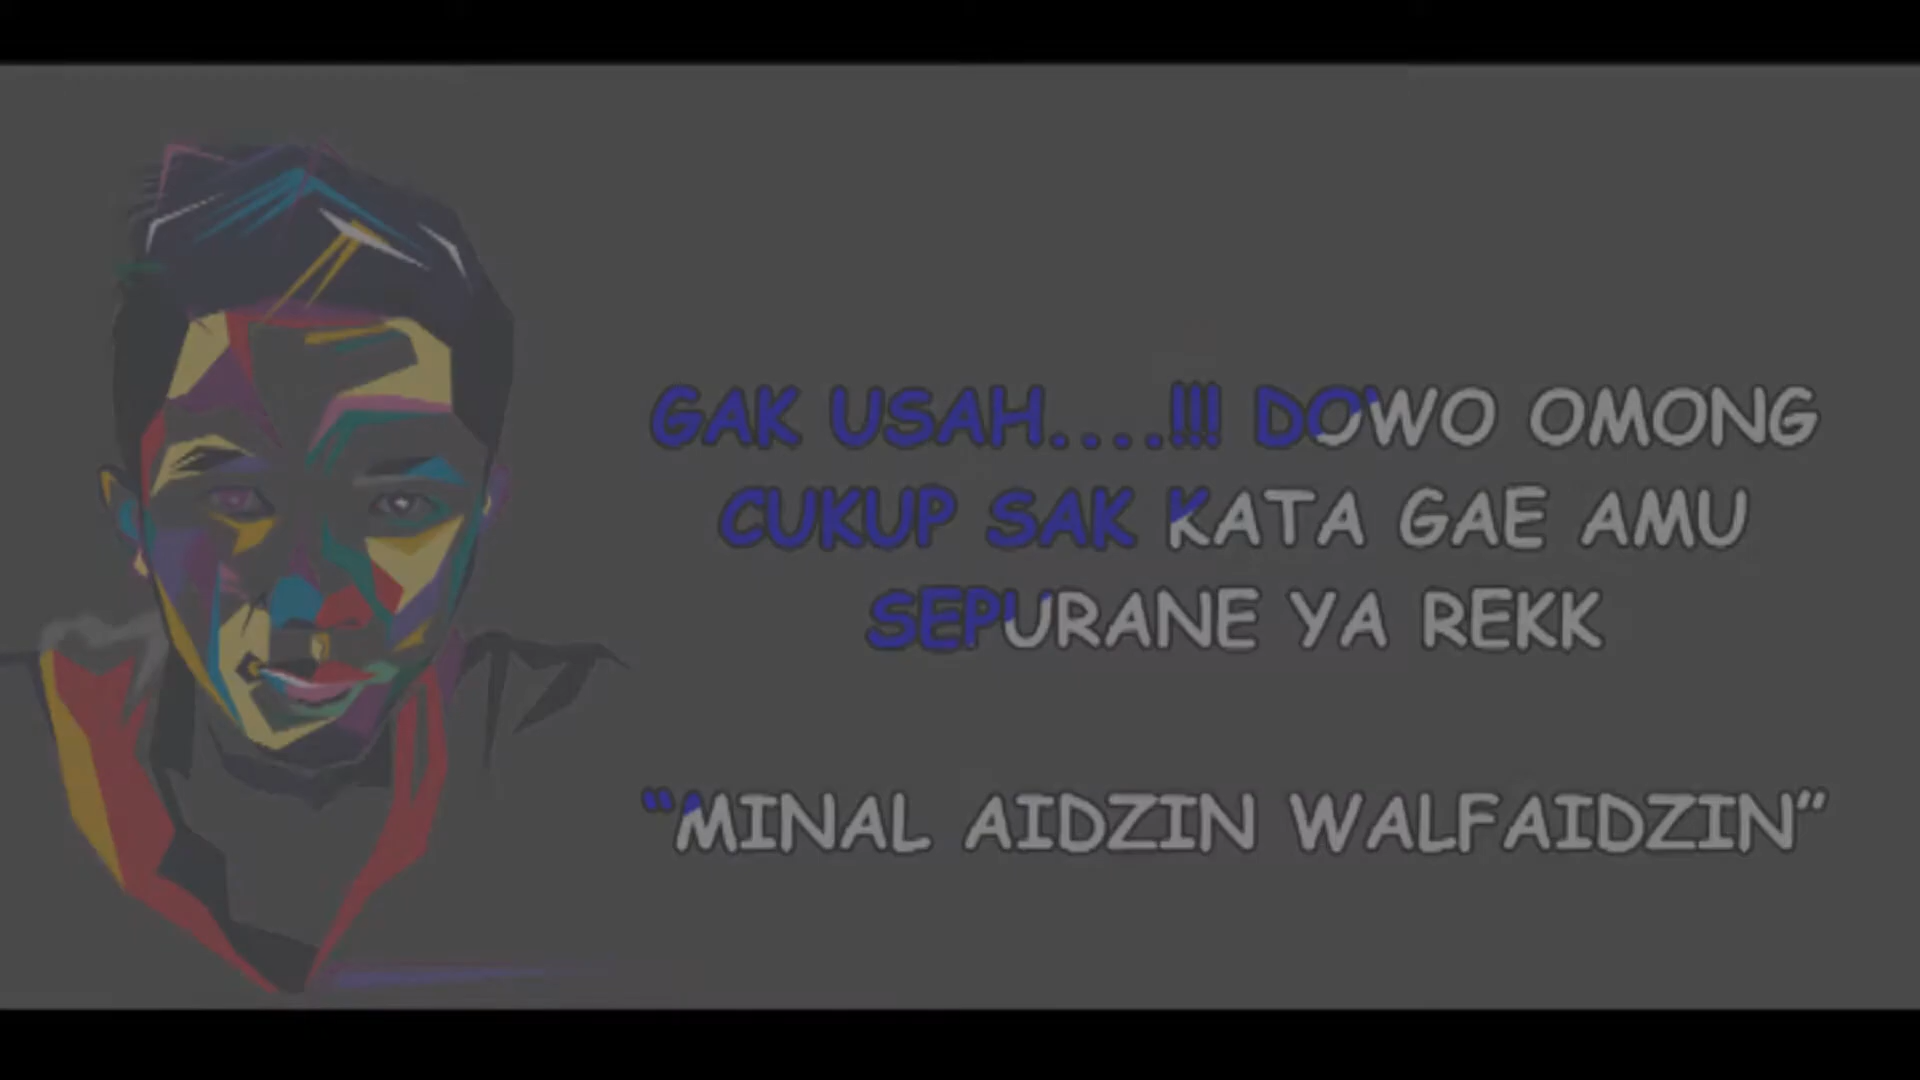 GAK USAH....!!! DOWO OMONG
CUKUP SAK KATA GAE AMU
SEPURANE YA REKK
“MINAL AIDZIN WALFAIDZIN”